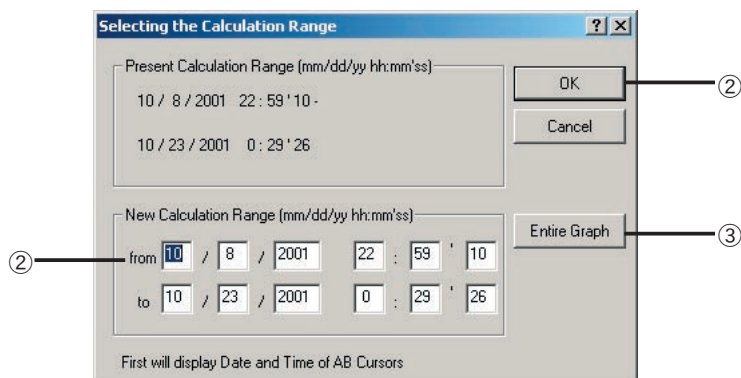 Selecting the Calculation Range ? ×
Present Calculation Range (mm/dd/yy hh:mm'ss)
10 / 8 / 2001 22 : 59 ' 10 -
10 / 23 / 2001 0 : 29 ' 26
OK ②
Cancel
New Calculation Range (mm/dd/yy hh:mm'ss)
② from 10 / 8 / 2001 22 : 59 ' 10
to 10 / 23 / 2001 0 : 29 ' 26
Entire Graph ③
First will display Date and Time of AB Cursors